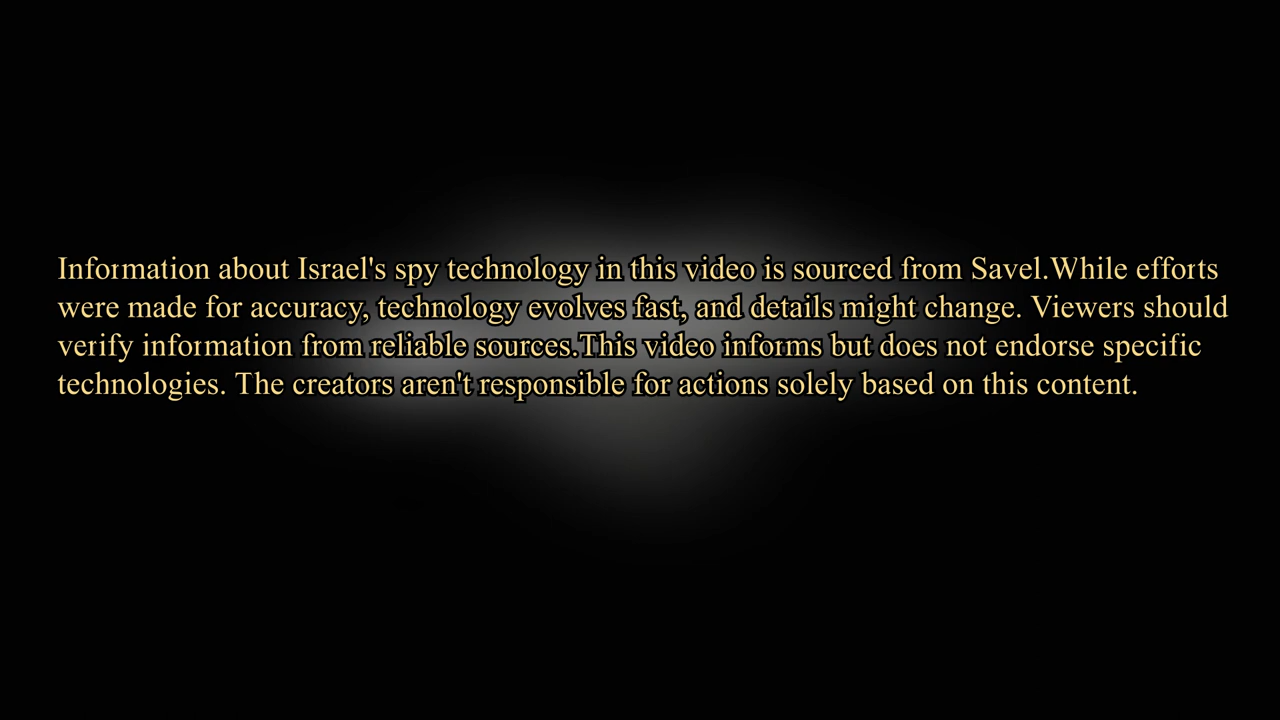 Information about Israel's spy technology in this video is sourced from Savel.While efforts
were made for accuracy, technology evolves fast, and details might change. Viewers should
verify information from reliable sources.This video informs but does not endorse specific
technologies. The creators aren't responsible for actions solely based on this content.